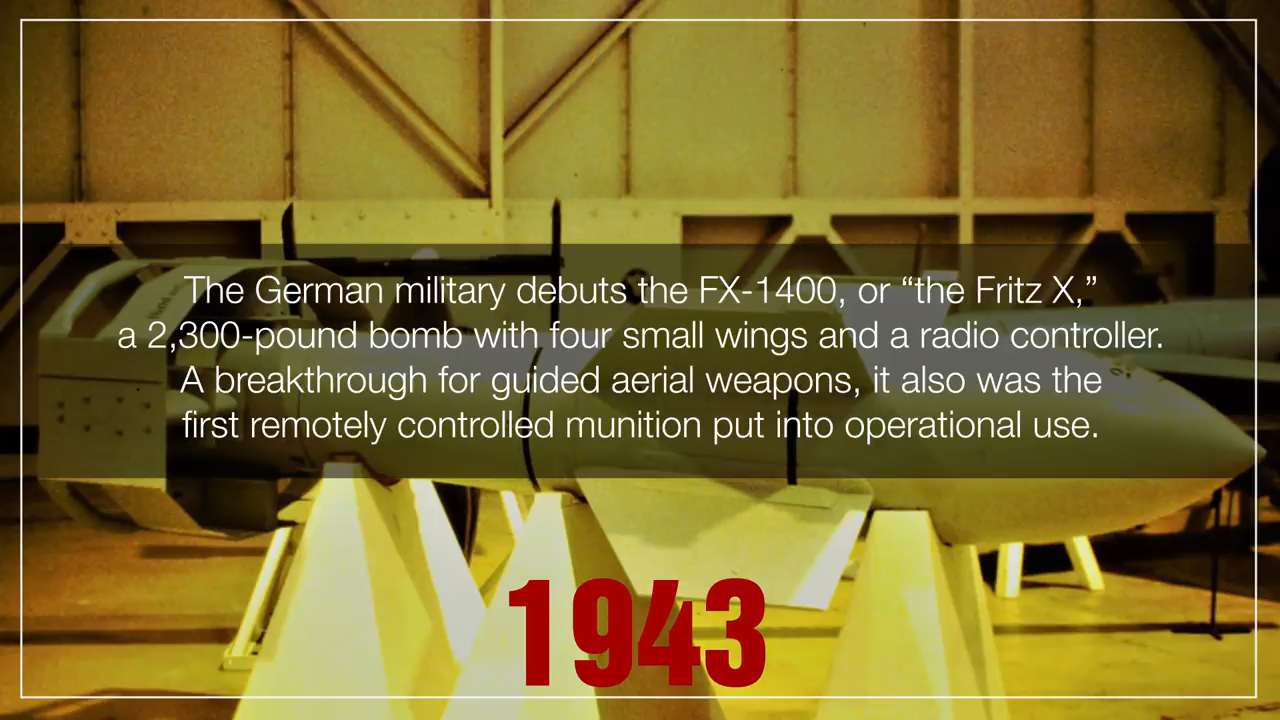 The German military debuts the FX-1400, or “the Fritz X,”
a 2,300-pound bomb with four small wings and a radio controller.
A breakthrough for guided aerial weapons, it also was the
first remotely controlled munition put into operational use.
1943